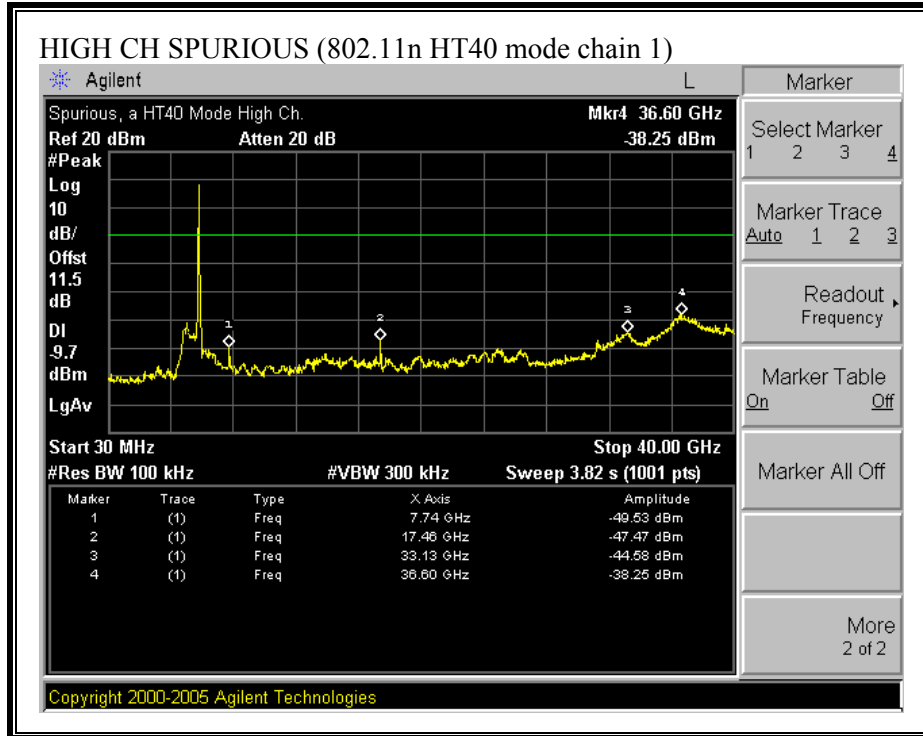 HIGH CH SPURIOUS (802.11n HT40 mode chain 1)
Agilent L Marker
Spurious, a HT40 Mode High Ch. Mkr4 36.60 GHz
Ref 20 dBm Atten 20 dB -38.25 dBm
#Peak
Log
10
dB/
Offst
11.5
dB
DI
-9.7
dBm
LgAv
1
2
3
4
Start 30 MHz Stop 40.00 GHz
#Res BW 100 kHz #VBW 300 kHz Sweep 3.82 s (1001 pts)
Marker Trace Type X Axis Amplitude
1 (1) Freq 7.74 GHz -49.53 dBm
2 (1) Freq 17.46 GHz -47.47 dBm
3 (1) Freq 33.13 GHz -44.58 dBm
4 (1) Freq 36.60 GHz -38.25 dBm
Select Marker
1 2 3 4
Marker Trace
Auto 1 2 3
Readout
Frequency
Marker Table
On Off
Marker All Off
More
2 of 2
Copyright 2000-2005 Agilent Technologies